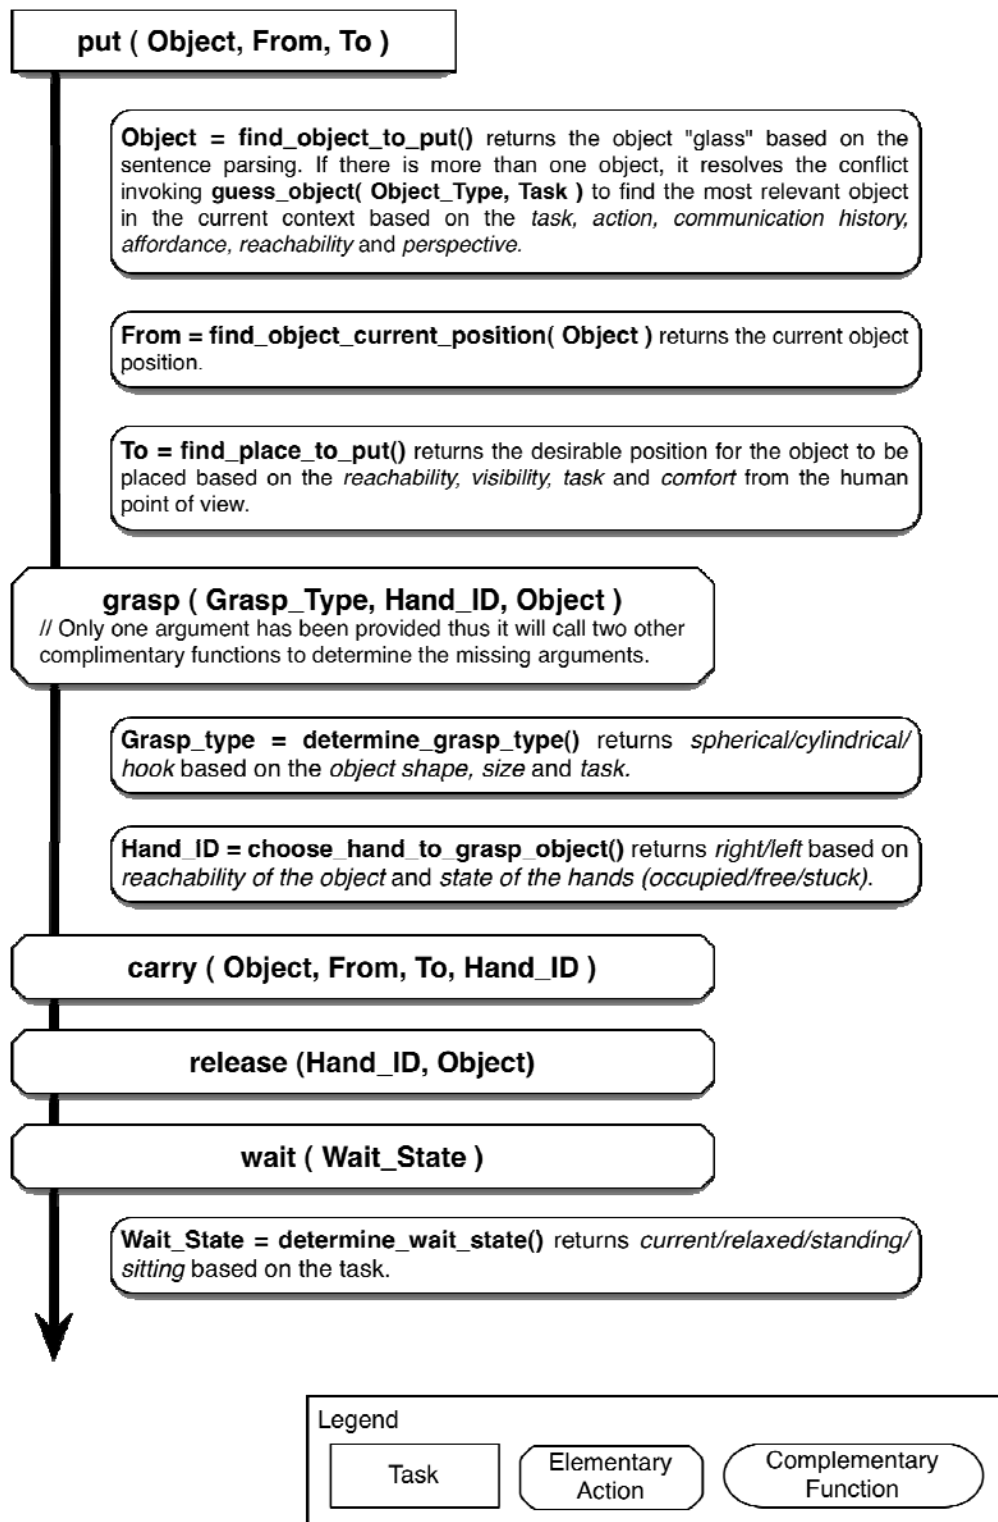 put ( Object, From, To )
Object = find_object_to_put() returns the object "glass" based on the
sentence parsing. If there is more than one object, it resolves the conflict
invoking guess_object( Object_Type, Task ) to find the most relevant object
in the current context based on the task, action, communication history,
affordance, reachability and perspective.
From = find_object_current_position( Object ) returns the current object
position.
To = find_place_to_put() returns the desirable position for the object to be
placed based on the reachability, visibility, task and comfort from the human
point of view.
grasp ( Grasp_Type, Hand_ID, Object )
// Only one argument has been provided thus it will call two other
complimentary functions to determine the missing arguments.
Grasp_type = determine_grasp_type() returns spherical/cylindrical/
hook based on the object shape, size and task.
Hand_ID = choose_hand_to_grasp_object() returns right/left based on
reachability of the object and state of the hands (occupied/free/stuck).
carry ( Object, From, To, Hand_ID )
release (Hand_ID, Object)
wait ( Wait_State )
Wait_State = determine_wait_state() returns current/relaxed/standing/
sitting based on the task.
Legend
Task
Elementary
Action
Complementary
Function